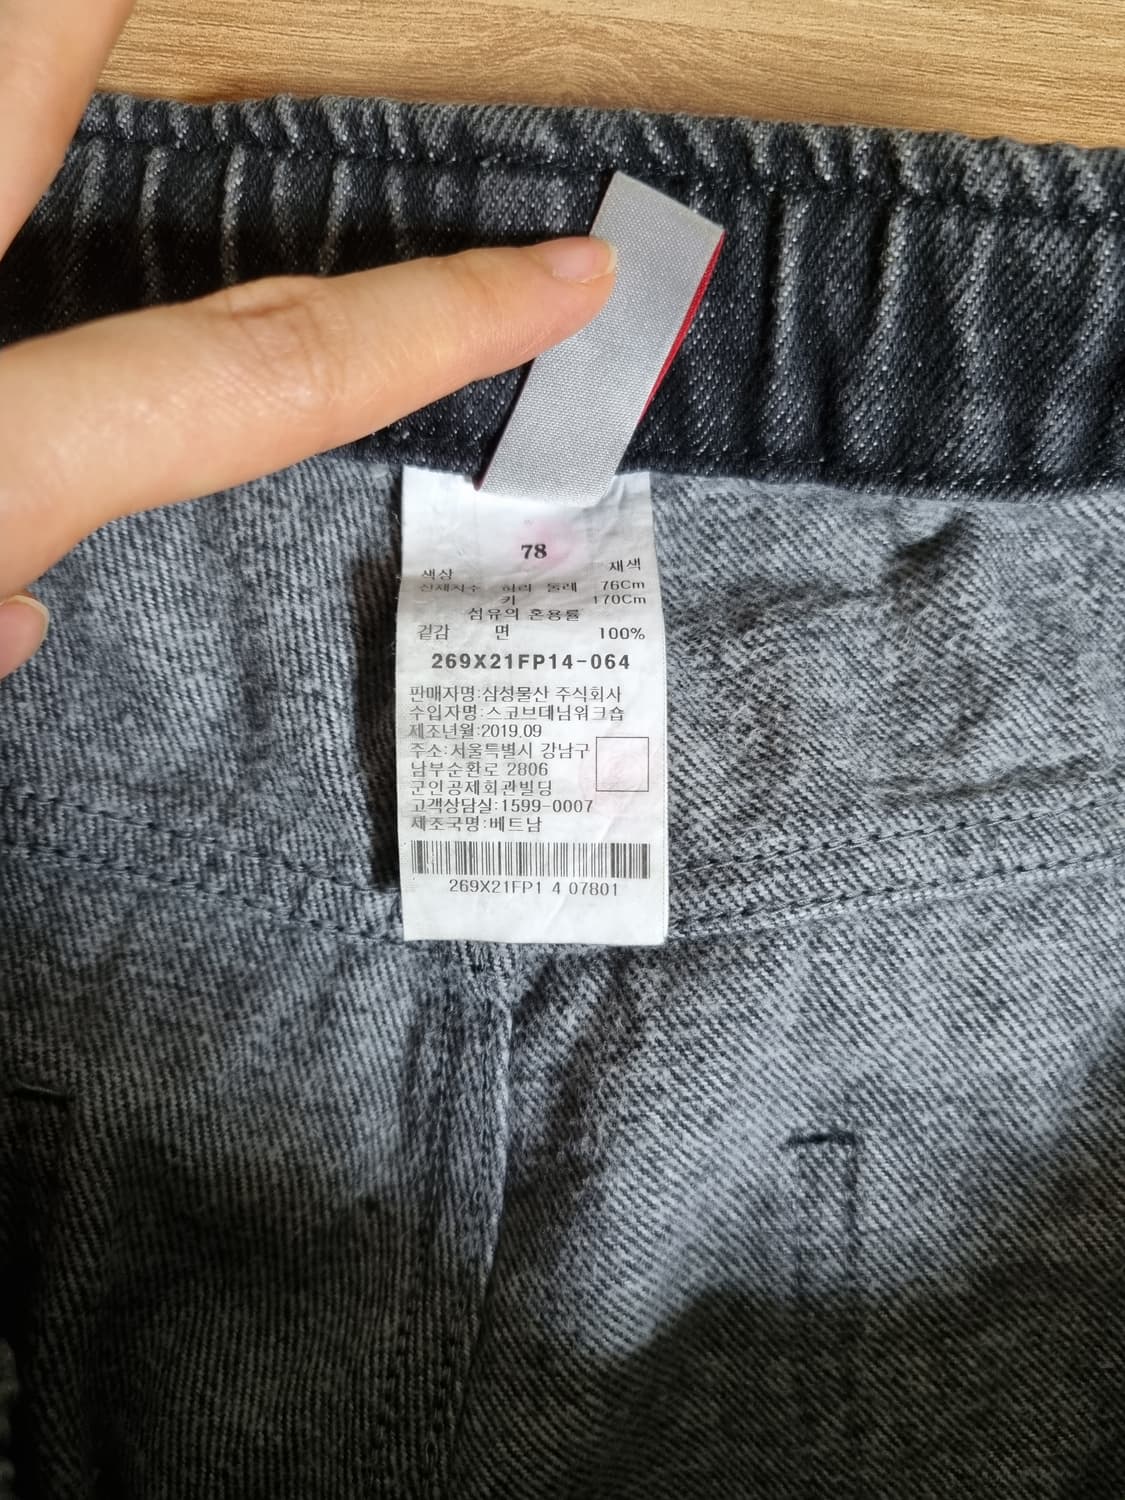 78
색상 재색
신체치수 허리 둘레 76Cm
키 170Cm
섬유의 혼용률
겉감 면 100%
269X21FP14-064
판매자명:삼성물산 주식회사
수입자명:스코브데님워크숍
제조년월:2019.09
주소:서울특별시 강남구
남부순환로 2806
군인공제회관빌딩
고객상담실:1599-0007
제조국명:베트남
269X21FP1 4 07801